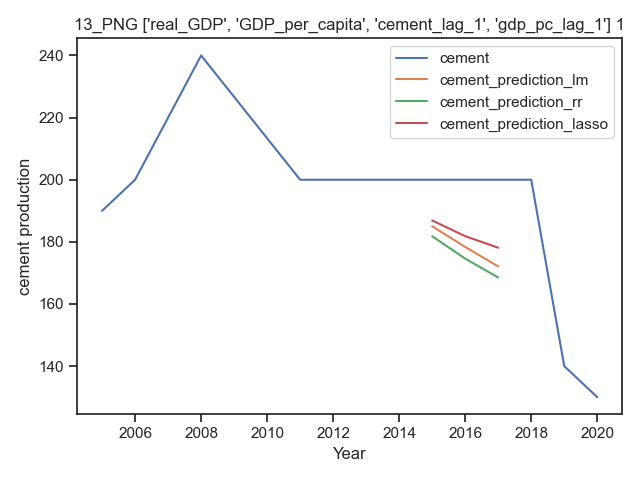 13_PNG ['real_GDP', 'GDP_per_capita', 'cement_lag_1', 'gdp_pc_lag_1'] 1
cement
cement_prediction_lm
cement_prediction_rr
cement_prediction_lasso
cement production
240
220
200
180
160
140
2006 2008 2010 2012 2014 2016 2018 2020
Year